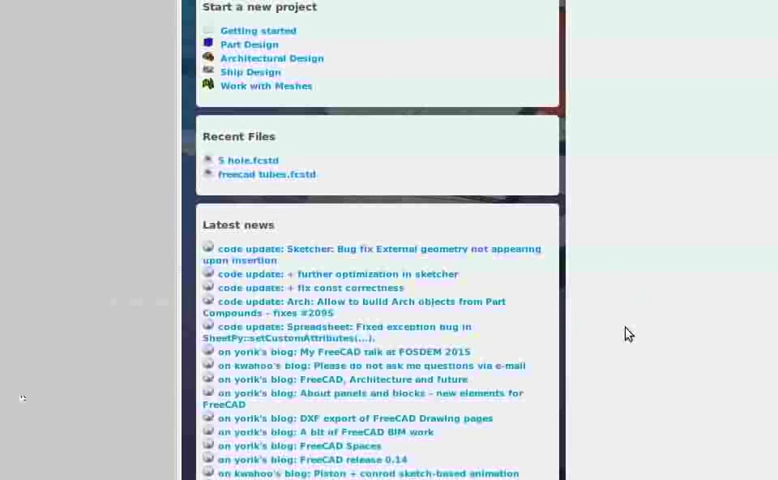 Start a new project
Getting started
Part Design
Architectural Design
Ship Design
Work with Meshes
Recent Files
5 hole.fcstd
freecad tubes.fcstd
Latest news
code update: Sketcher: Bug fix External geometry not appearing
upon insertion
code update: + further optimization in sketcher
code update: + fix const correctness
code update: Arch: Allow to build Arch objects from Part
Compounds - fixes #2095
code update: Spreadsheet: Fixed exception bug in
SheetPy::setCustomAttributes(...).
on yorik's blog: My FreeCAD talk at FOSDEM 2015
on kwahoo's blog: Please do not ask me questions via e-mail
on yorik's blog: FreeCAD, Architecture and future
on yorik's blog: About panels and blocks - new elements for
FreeCAD
on yorik's blog: DXF export of FreeCAD Drawing pages
on yorik's blog: A bit of FreeCAD BIM work
on yorik's blog: FreeCAD Spaces
on yorik's blog: FreeCAD release 0.14
on kwahoo's blog: Piston + conrod sketch-based animation